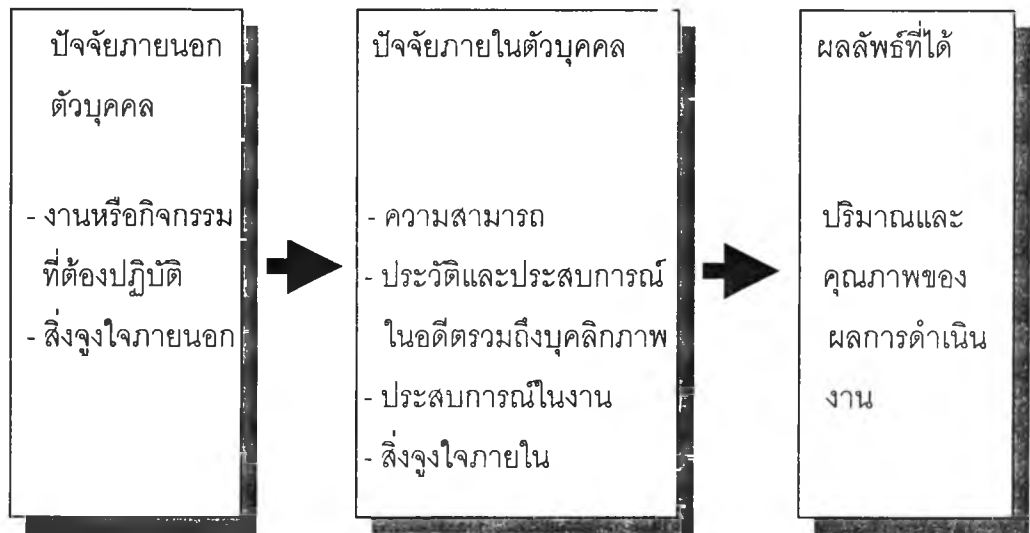 ปัจจัยภายนอก
ตัวบุคคล
- งานหรือกิจกรรม
ที่ต้องปฏิบัติ
- สิ่งจูงใจภายนอก
ปัจจัยภายในตัวบุคคล
- ความสามารถ
- ประวัติและประสบการณ์
ในอดีตรวมถึงบุคลิกภาพ
- ประสบการณ์ในงาน
- สิ่งจูงใจภายใน
ผลลัพธ์ที่ได้
ปริมาณและ
คุณภาพของ
ผลการดำเนิน
งาน